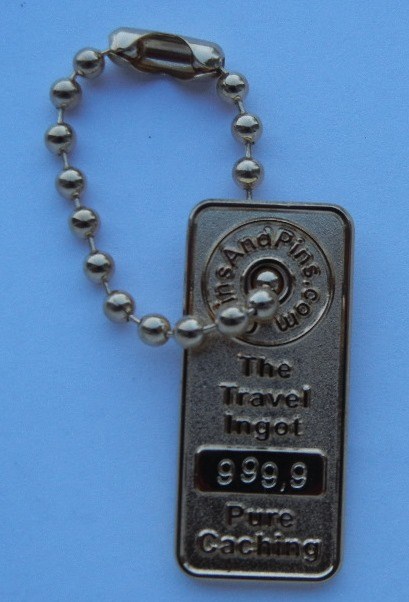 insAndPins.com
The
Travel
Ingot
999,9
Pure
Caching